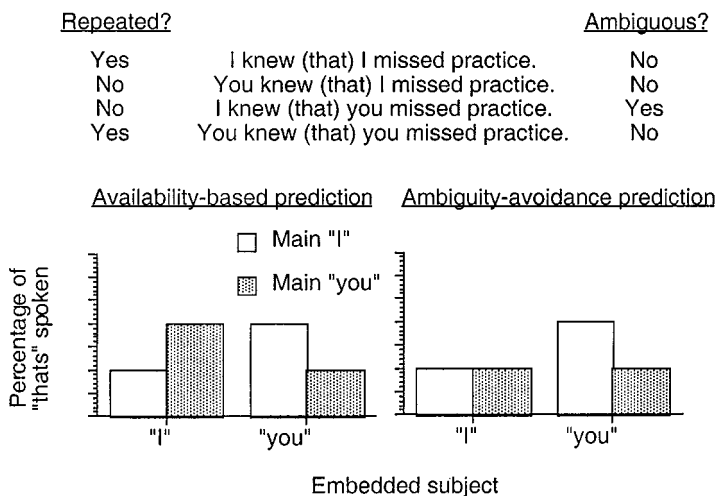 Repeated? Ambiguous?
Yes I knew (that) I missed practice. No
No You knew (that) I missed practice. No
No I knew (that) you missed practice. Yes
Yes You knew (that) you missed practice. No
Availability-based prediction Ambiguity-avoidance prediction
Main "I"
Main "you"
Percentage of
"thats" spoken
"I" "you" "I" "you"
Embedded subject